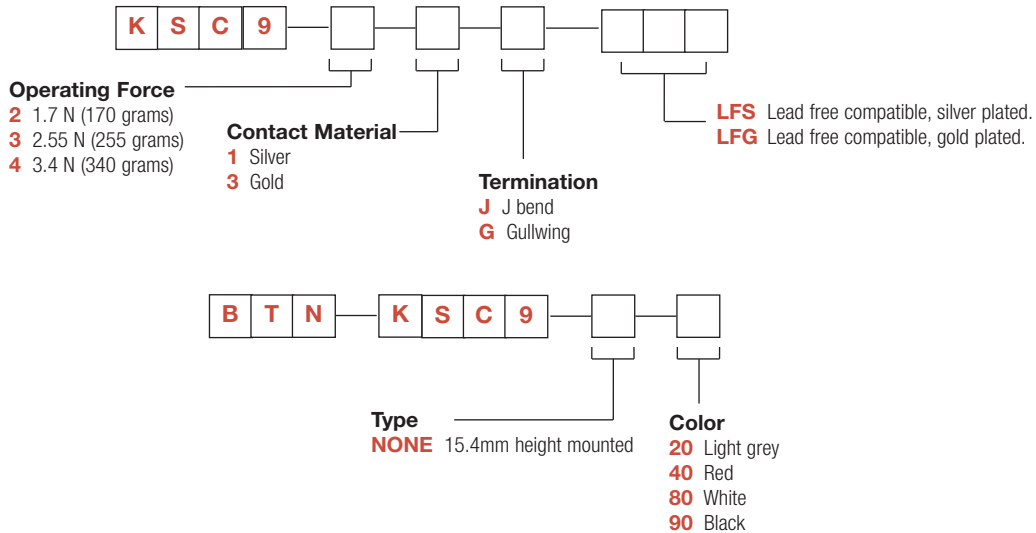 K S C 9
Operating Force
2 1.7 N (170 grams)
3 2.55 N (255 grams)
4 3.4 N (340 grams)
Contact Material
1 Silver
3 Gold
Termination
J J bend
G Gullwing
LFS Lead free compatible, silver plated.
LFG Lead free compatible, gold plated.
B T N K S C 9
Type
NONE 15.4mm height mounted
Color
20 Light grey
40 Red
80 White
90 Black